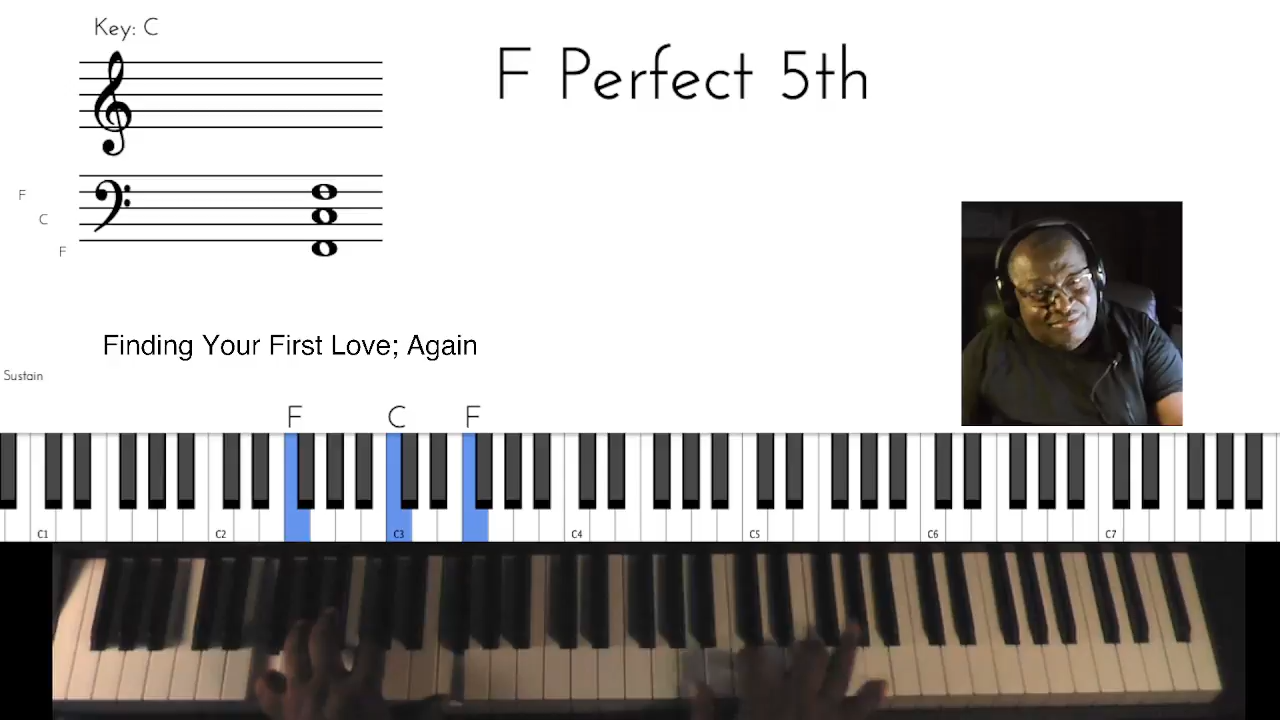 Key: C
F Perfect 5th
F
C
F
Finding Your First Love; Again
Sustain
F C F
C1 C2 C3 C4 C5 C6 C7